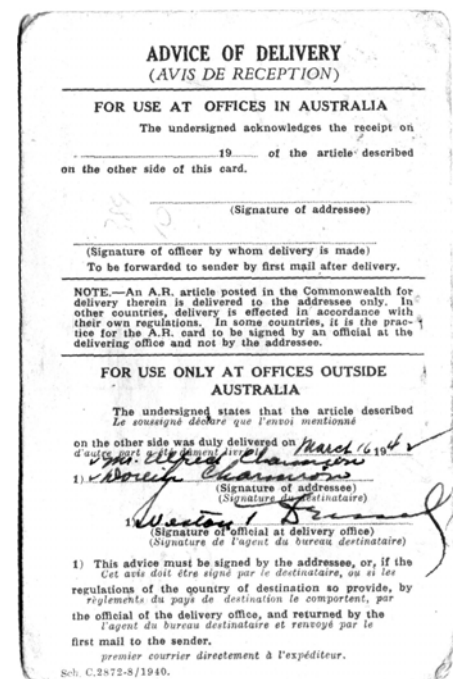 ADVICE OF DELIVERY
(AVIS DE RECEPTION)
FOR USE AT OFFICES IN AUSTRALIA
The undersigned acknowledges the receipt on
19 of the article described
on the other side of this card.
(Signature of addressee)
(Signature of officer by whom delivery is made)
To be forwarded to sender by first mail after delivery.
NOTE.—An A.R. article posted in the Commonwealth for
delivery therein is delivered to the addressee only. In
other countries, delivery is effected in accordance with
their own regulations. In some countries, it is the prac-
tice for the A.R. card to be signed by an official at the
delivering office and not by the addressee.
FOR USE ONLY AT OFFICES OUTSIDE
AUSTRALIA
The undersigned states that the article described
Le soussigné déclare que l'envoi mentionné
on the other side was duly delivered on March 16 1942
d'autre part a été dûment livré
Mrs. Alfred
1)
(Signature of addressee)
(Signature du destinataire)
1) Weston
(Signature of official at delivery office)
(Signature de l'agent du bureau destinataire)
1) This advice must be signed by the addressee, or, if the
Cet avis doit être signé par le destinataire, ou si les
regulations of the qountry of destination so provide, by
règlements du pays de destination le comportent, par
the official of the delivery office, and returned by the
l'agent du bureau destinataire et renvoyé par le
first mail to the sender.
premier courrier directement à l'expéditeur.
Sch. C.2872-8/1940.